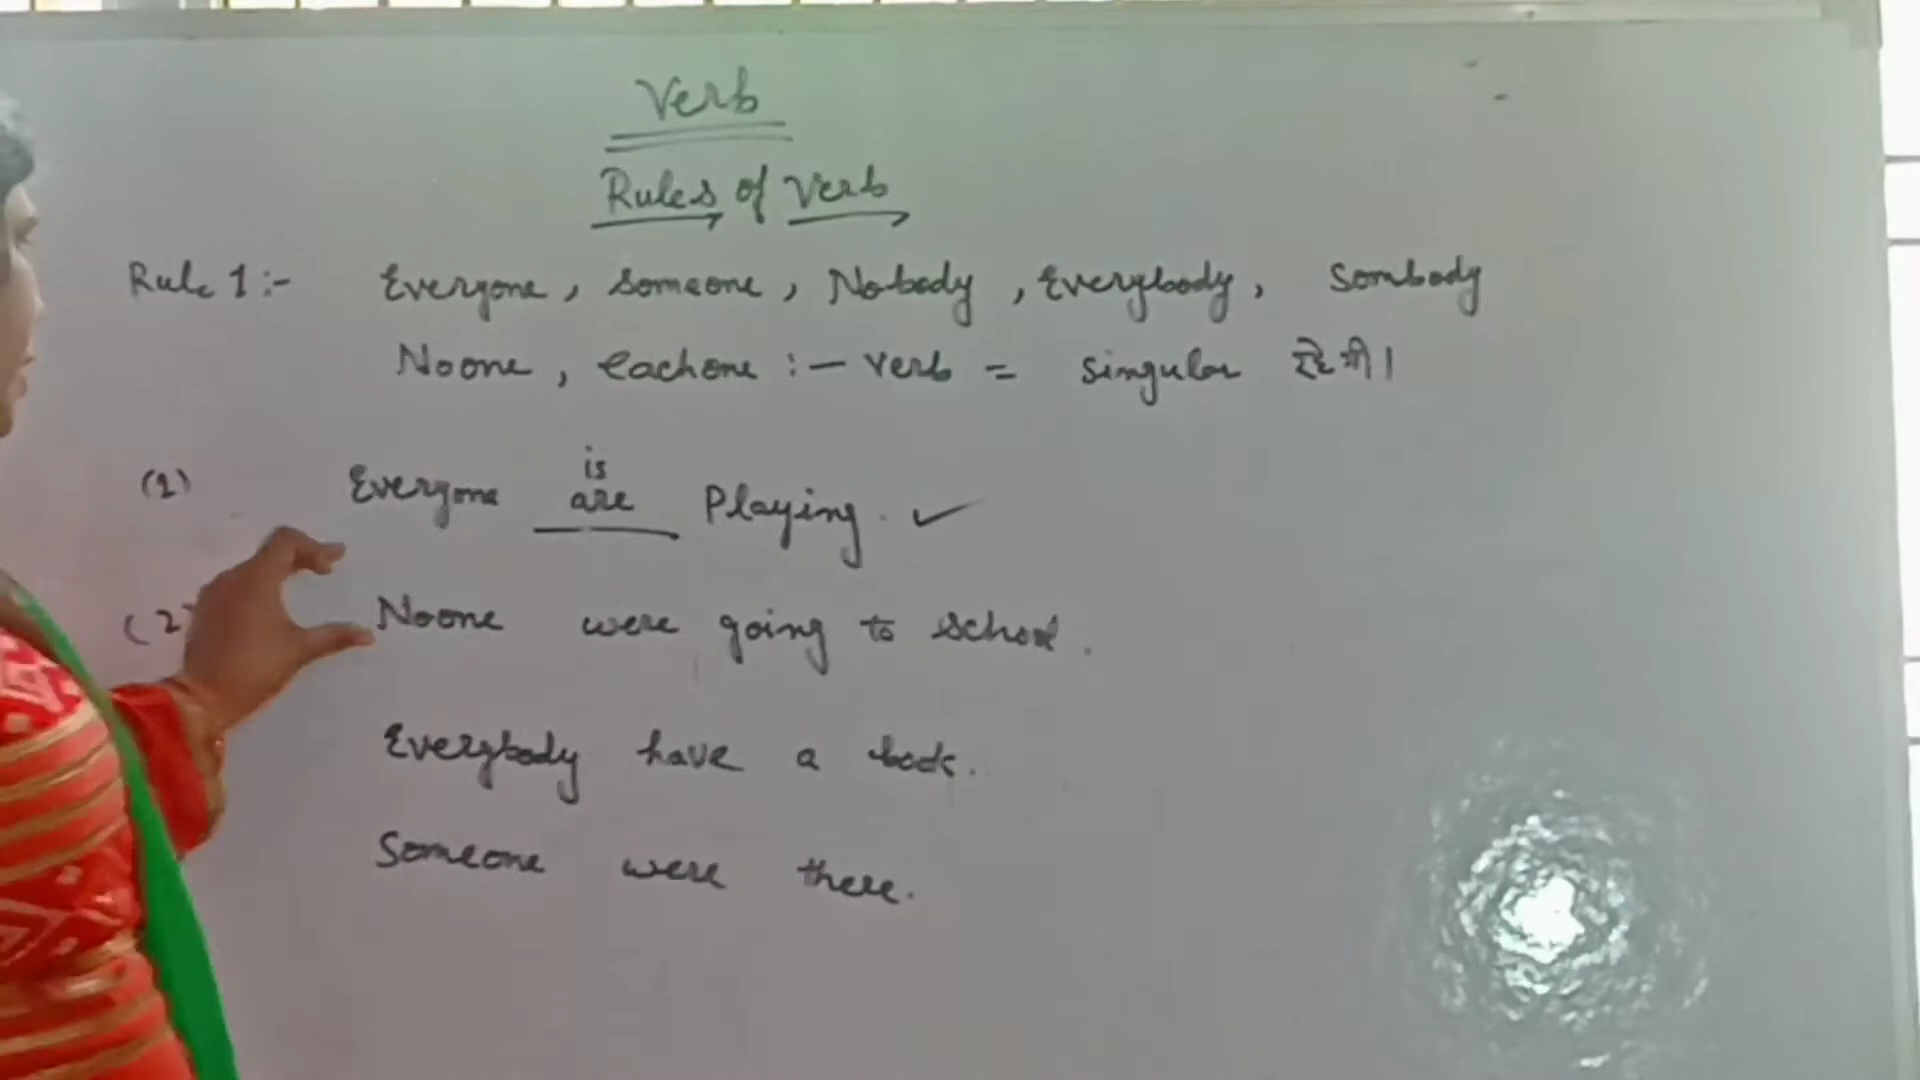 Verb
Rules of Verb
Rule 1:- Everyone, Someone, Nobody, Everybody, Sombody
Noone, eachone :- verb = singular रहेगी।
is
(1) Everyone are Playing. ✓
(2) Noone were going to school.
Everybody have a book.
Someone were there.